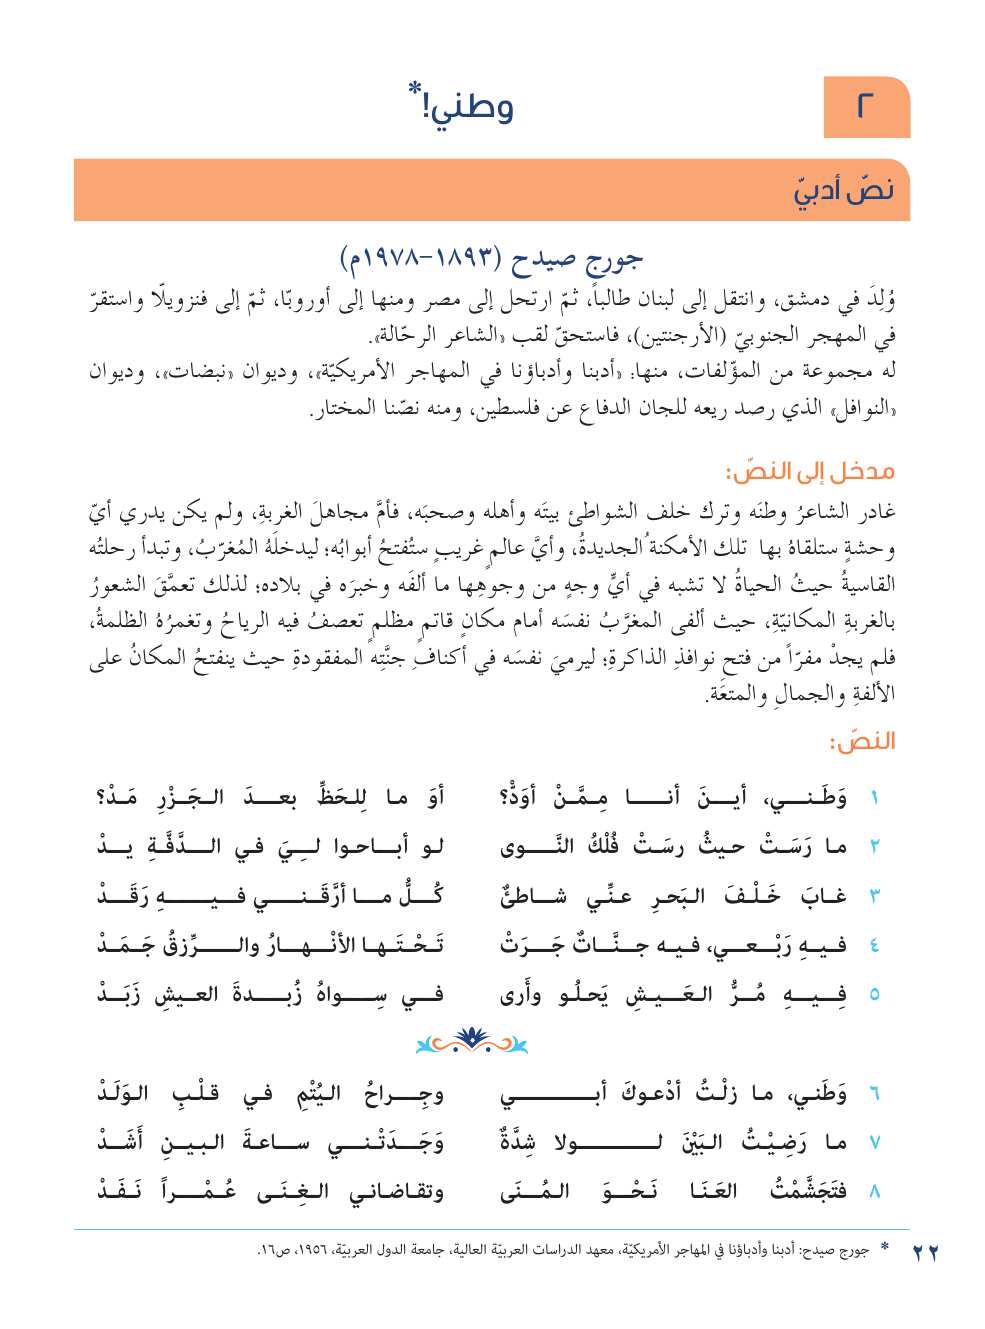 ٢
وطني!*
نصّ أدبيّ
جورج صيدح (١٨٩٣-١٩٧٨م)
وُلِدَ في دمشق، وانتقل إلى لبنان طالباً، ثمّ ارتحل إلى مصر ومنها إلى أوروبّا، ثمّ إلى فنزويلّا واستقرّ
في المهجر الجنوبيّ (الأرجنتين)، فاستحقّ لقب «الشاعر الرحّالة».
له مجموعة من المؤلّفات، منها: «أدبنا وأدباؤنا في المهاجر الأمريكيّة»، وديوان «نبضات»، وديوان
«النوافل» الذي رصد ريعه للجان الدفاع عن فلسطين، ومنه نصّنا المختار.
مدخل إلى النصّ:
غادر الشاعرُ وطنَه وترك خلف الشواطئ بيتَه وأهله وصحبَه، فأمَّ مجاهلَ الغربةِ، ولم يكن يدري أيّ
وحشةٍ ستلقاهُ بها تلك الأمكنةُ الجديدةُ، وأيَّ عالمٍ غريبٍ ستُفتحُ أبوابُه؛ ليدخلَهُ المُغرّبُ، وتبدأ رحلتُه
القاسيةُ حيثُ الحياةُ لا تشبه في أيِّ وجهٍ من وجوهِها ما ألفَه وخبرَه في بلاده؛ لذلك تعمَّقَ الشعورُ
بالغربةِ المكانيّةِ، حيث ألفى المغرَّبُ نفسَه أمام مكانٍ قاتمٍ مظلمٍ تعصفُ فيه الرياحُ وتغمرُهُ الظلمةُ،
فلم يجدْ مفرّاً من فتحِ نوافذِ الذاكرةِ؛ ليرميَ نفسَه في أكنافِ جنَّتِه المفقودةِ حيث ينفتحُ المكانُ على
الألفةِ والجمالِ والمتعَة.
النصّ:
١ وَطَنِي، أينَ أنا مِمَّنْ أوَدُّ؟ أوَ ما لِلحَظِّ بعدَ الجَزْرِ مَدْ؟
٢ ما رَسَتْ حيثُ رسَتْ فُلْكُ النَّوى لو أباحوا لِيَ في الدَّفَّةِ يدْ
٣ غابَ خَلْفَ البَحرِ عنِّي شاطئٌ كُلُّ ما أرَّقَني فيهِ رَقَدْ
٤ فيهِ رَبْعي، فيه جنَّاتٌ جَرَتْ تَحْتَها الأنْهارُ والرِّزقُ جَمَدْ
٥ فِيهِ مُرُّ العَيشِ يَحلُو وأَرى في سِواهُ زُبدةَ العيشِ زَبَدْ
٦ وَطَني، ما زلْتُ أدْعوكَ أبي وجِراحُ اليُتْمِ في قلْبِ الوَلَدْ
٧ ما رَضِيْتُ البَيْنَ لولا شِدَّةٌ وَجَدَتْني ساعةَ البينِ أَشَدْ
٨ فتَجَشَّمْتُ العَنَا نَحْوَ المُنَى وتقاضاني الغِنَى عُمْراً نَفَدْ
* جورج صيدح: أدبنا وأدباؤنا في المهاجر الأمريكيّة، معهد الدراسات العربيّة العالية، جامعة الدول العربيّة، ١٩٥٦، ص١٦.
٢٢